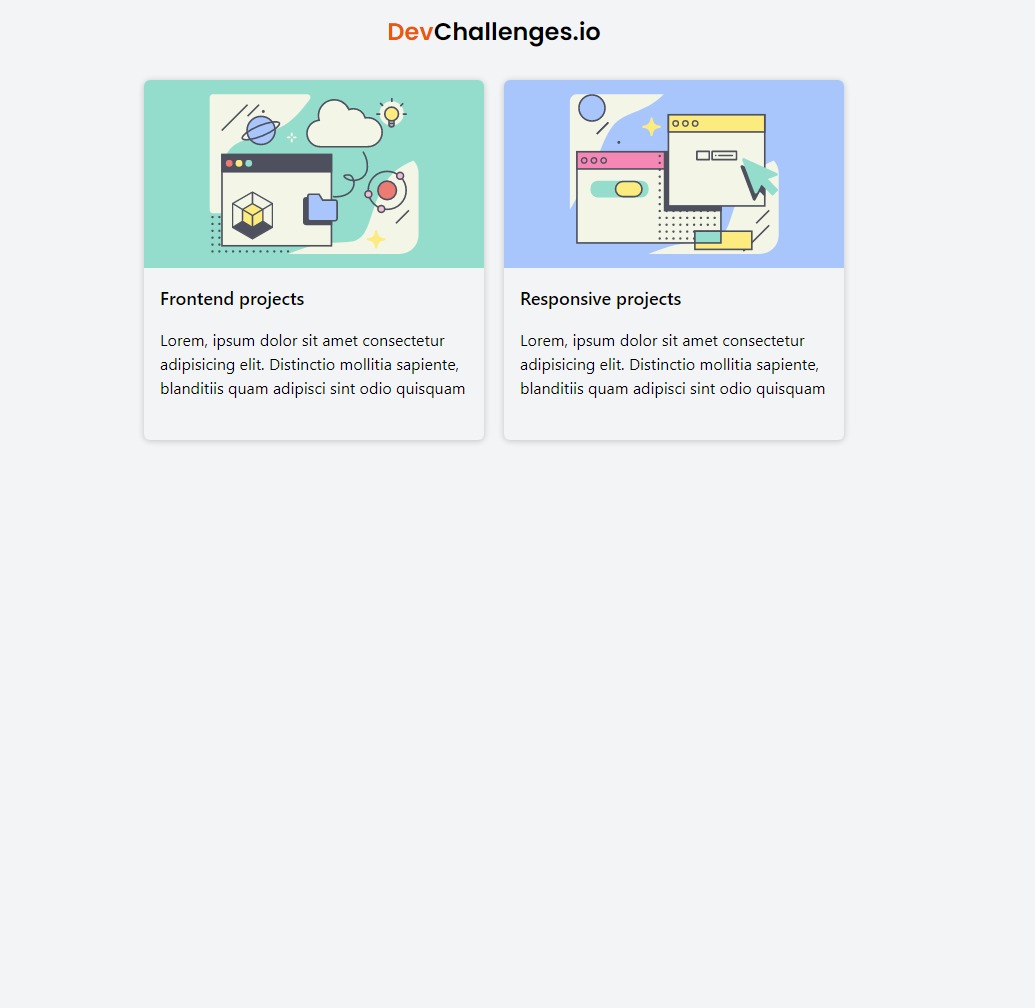 DevChallenges.io
Frontend projects
Lorem, ipsum dolor sit amet consectetur
adipisicing elit. Distinctio mollitia sapiente,
blanditiis quam adipisci sint odio quisquam
Responsive projects
Lorem, ipsum dolor sit amet consectetur
adipisicing elit. Distinctio mollitia sapiente,
blanditiis quam adipisci sint odio quisquam